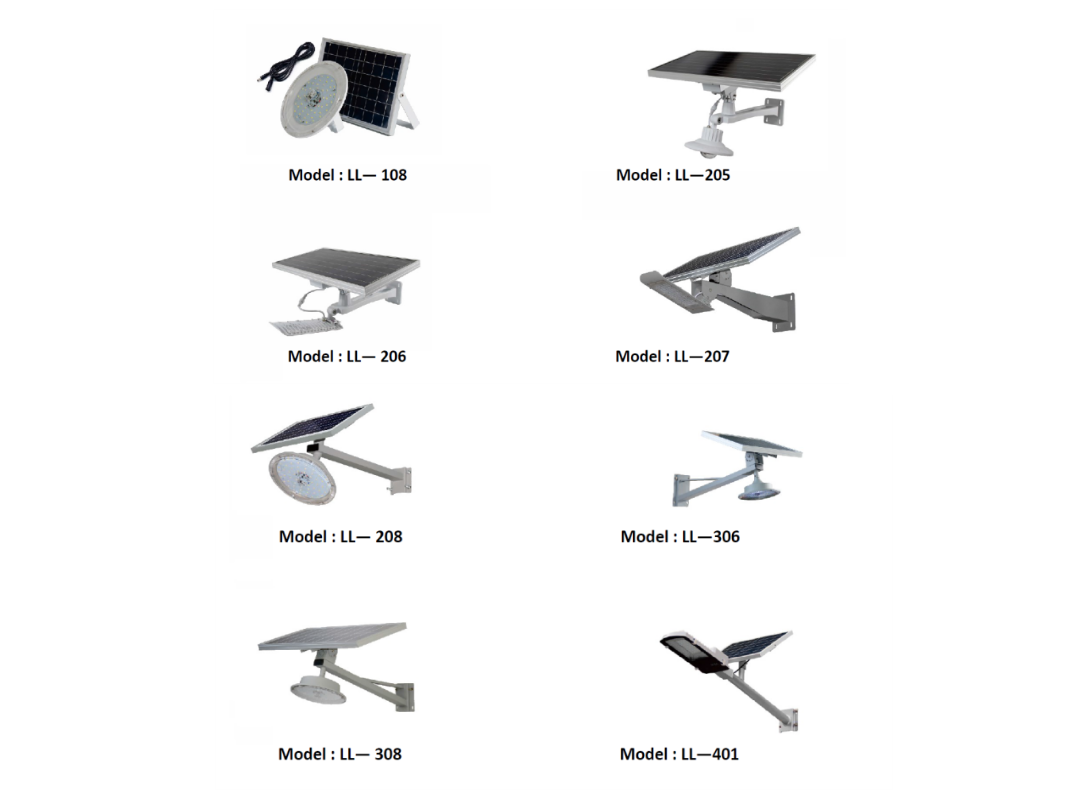 Model : LL— 108
Model : LL—205
Model : LL— 206
Model : LL—207
Model : LL— 208
Model : LL—306
Model : LL— 308
Model : LL—401